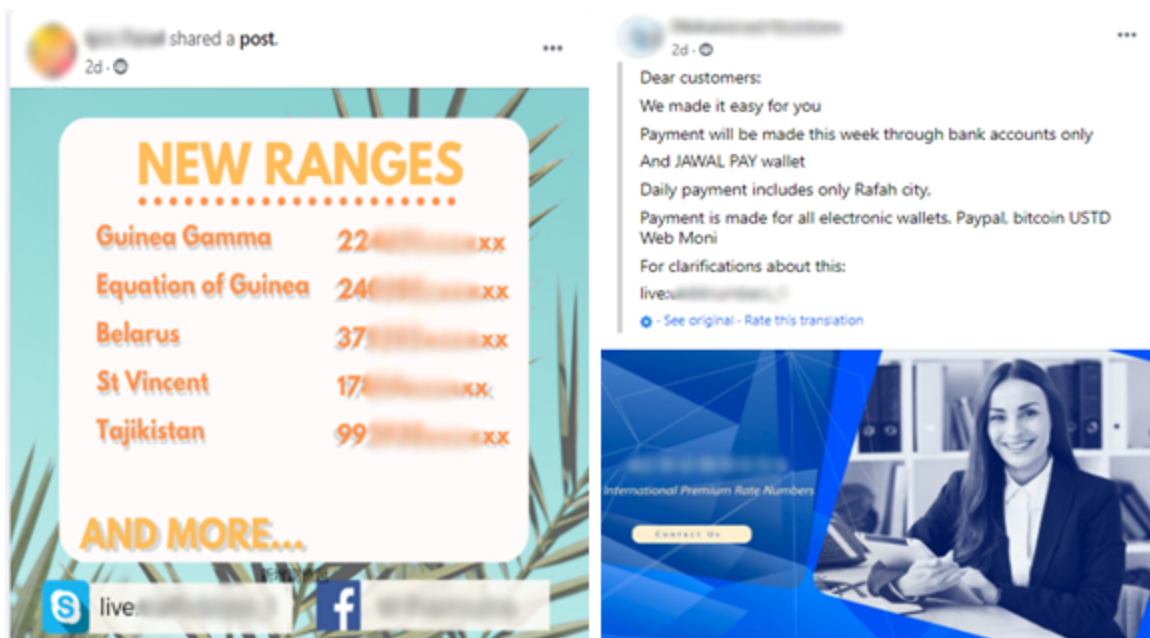 shared a post.
2d
NEW RANGES
Guinea Gamma 224 xx
Equation of Guinea 240 xx
Belarus 37 xx
St Vincent 17 xx
Tajikistan 99 xx
AND MORE...
live
2d
Dear customers:
We made it easy for you
Payment will be made this week through bank accounts only
And JAWAL PAY wallet
Daily payment includes only Rafah city.
Payment is made for all electronic wallets. Paypal, bitcoin USTD
Web Moni
For clarifications about this:
live:
· See original · Rate this translation
International Premium Rate Numbers
Contact Us